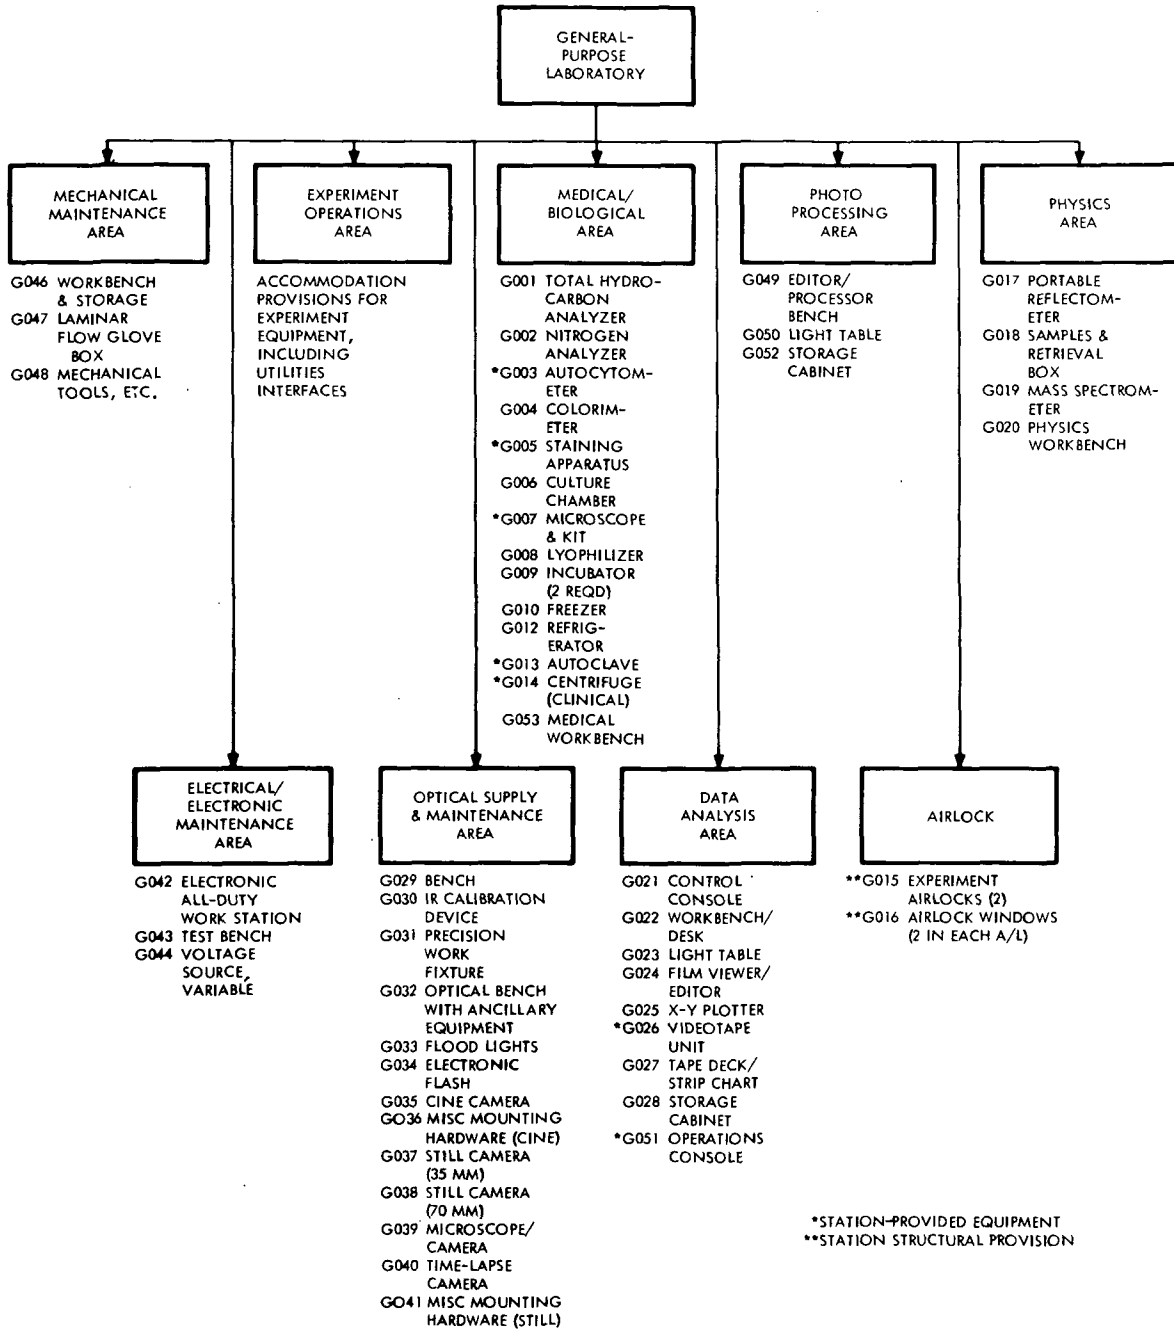 GENERAL-
PURPOSE
LABORATORY
MECHANICAL
MAINTENANCE
AREA
G046 WORKBENCH
& STORAGE
G047 LAMINAR
FLOW GLOVE
BOX
G048 MECHANICAL
TOOLS, ETC.
EXPERIMENT
OPERATIONS
AREA
ACCOMMODATION
PROVISIONS FOR
EXPERIMENT
EQUIPMENT,
INCLUDING
UTILITIES
INTERFACES
MEDICAL/
BIOLOGICAL
AREA
G001 TOTAL HYDRO-
CARBON
ANALYZER
G002 NITROGEN
ANALYZER
*G003 AUTOCYTOM-
ETER
G004 COLORIM-
ETER
*G005 STAINING
APPARATUS
G006 CULTURE
CHAMBER
*G007 MICROSCOPE
& KIT
G008 LYOPHILIZER
G009 INCUBATOR
(2 REQD)
G010 FREEZER
G012 REFRIG-
ERATOR
*G013 AUTOCLAVE
*G014 CENTRIFUGE
(CLINICAL)
G053 MEDICAL
WORKBENCH
PHOTO
PROCESSING
AREA
G049 EDITOR/
PROCESSOR
BENCH
G050 LIGHT TABLE
G052 STORAGE
CABINET
PHYSICS
AREA
G017 PORTABLE
REFLECTOM-
ETER
G018 SAMPLES &
RETRIEVAL
BOX
G019 MASS SPECTROM-
ETER
G020 PHYSICS
WORKBENCH
ELECTRICAL/
ELECTRONIC
MAINTENANCE
AREA
G042 ELECTRONIC
ALL-DUTY
WORK STATION
G043 TEST BENCH
G044 VOLTAGE
SOURCE,
VARIABLE
OPTICAL SUPPLY
& MAINTENANCE
AREA
G029 BENCH
G030 IR CALIBRATION
DEVICE
G031 PRECISION
WORK
FIXTURE
G032 OPTICAL BENCH
WITH ANCILLARY
EQUIPMENT
G033 FLOOD LIGHTS
G034 ELECTRONIC
FLASH
G035 CINE CAMERA
GO36 MISC MOUNTING
HARDWARE (CINE)
G037 STILL CAMERA
(35 MM)
G038 STILL CAMERA
(70 MM)
G039 MICROSCOPE/
CAMERA
G040 TIME-LAPSE
CAMERA
GO41 MISC MOUNTING
HARDWARE (STILL)
DATA
ANALYSIS
AREA
G021 CONTROL
CONSOLE
G022 WORKBENCH/
DESK
G023 LIGHT TABLE
G024 FILM VIEWER/
EDITOR
G025 X-Y PLOTTER
*G026 VIDEOTAPE
UNIT
G027 TAPE DECK/
STRIP CHART
G028 STORAGE
CABINET
*G051 OPERATIONS
CONSOLE
AIRLOCK
**G015 EXPERIMENT
AIRLOCKS (2)
**G016 AIRLOCK WINDOWS
(2 IN EACH A/L)
*STATION-PROVIDED EQUIPMENT
**STATION STRUCTURAL PROVISION